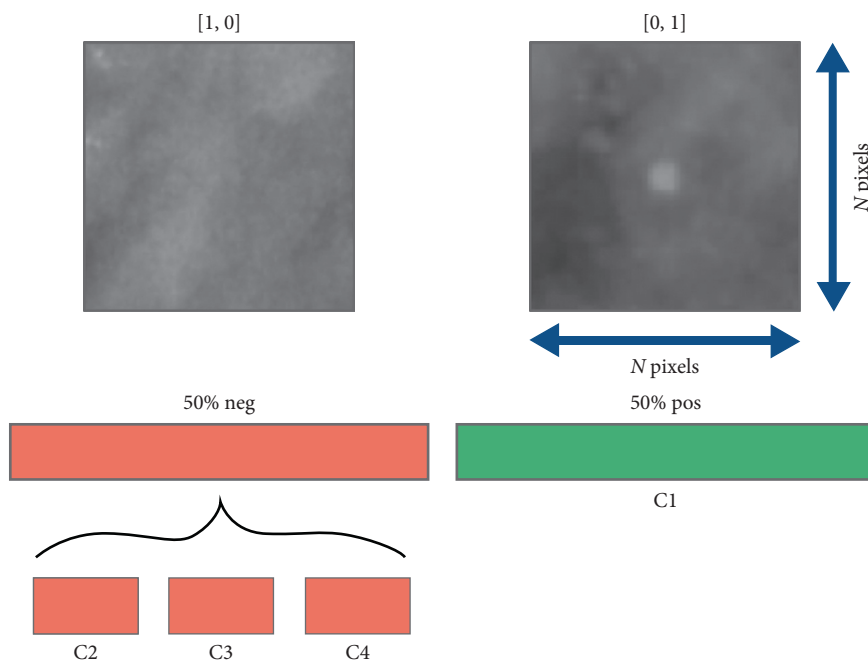 [1, 0]
[0, 1]
N pixels
N pixels
50% neg
50% pos
C1
C2
C3
C4